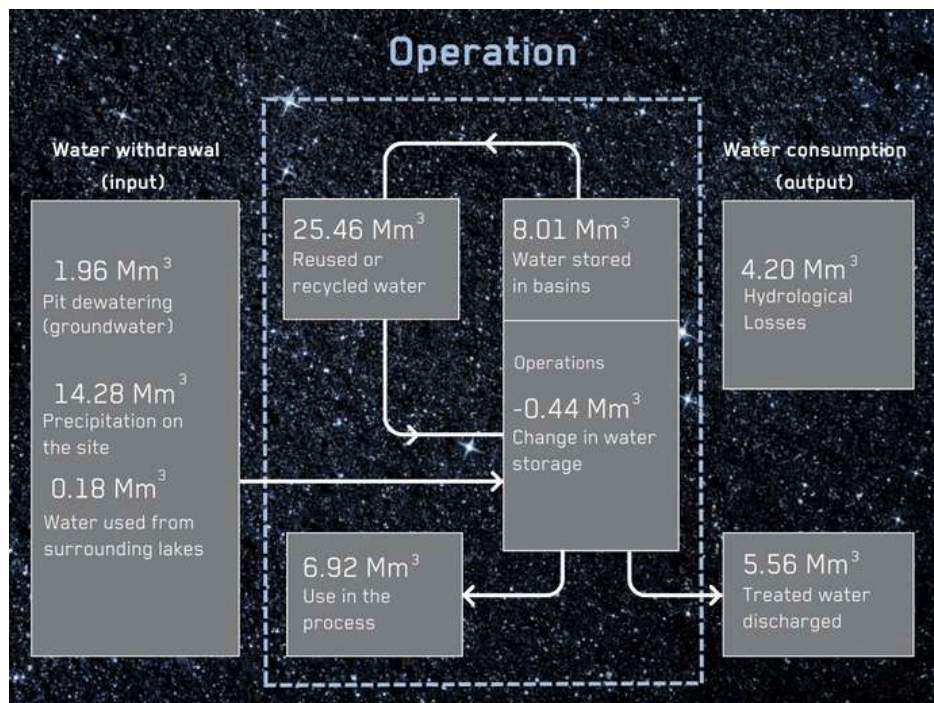 Operation
Water withdrawal
(input)
1.96 Mm³
Pit dewatering
(groundwater)
14.28 Mm³
Precipitation on
the site
0.18 Mm³
Water used from
surrounding lakes
25.46 Mm³
Reused or
recycled water
8.01 Mm³
Water stored
in basins
Operations
-0.44 Mm³
Change in water
storage
6.92 Mm³
Use in the
process
Water consumption
(output)
4.20 Mm³
Hydrological
Losses
5.56 Mm³
Treated water
discharged